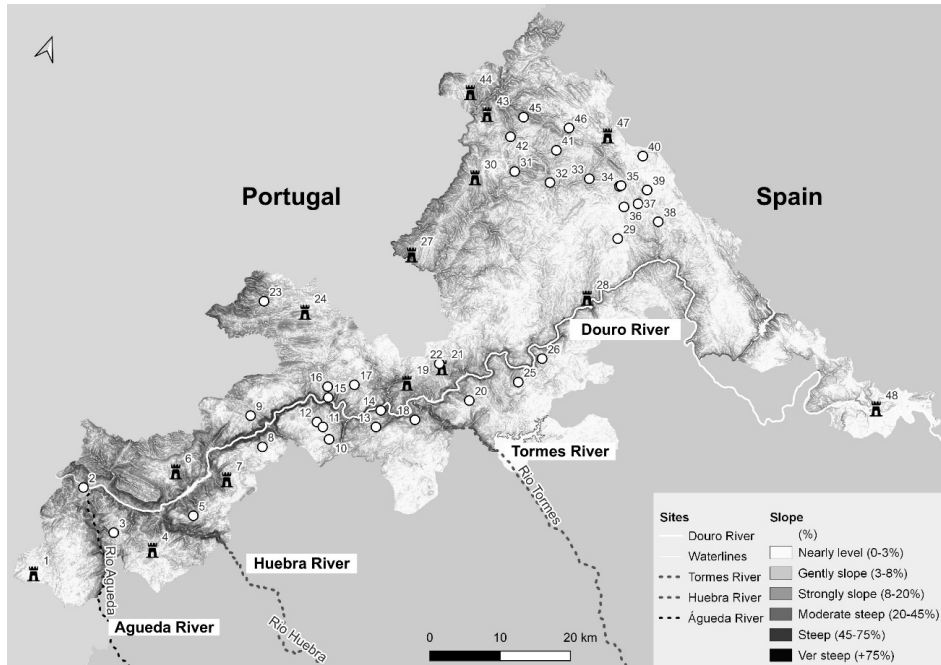 44
43
45
46
47
42
41
40
30
31
32
33
34
35
39
37
36
38
29
Portugal
Spain
27
23
24
28
Douro River
22
21
26
19
25
16
15
17
20
14
18
13
12
11
10
9
8
48
Tormes River
Rio Tormes
6
7
2
5
3
4
1
Rio Agueda
Huebra River
Rio Huebra
Agueda River
0
10
20 km
Sites
Douro River
Waterlines
Tormes River
Huebra River
Águeda River
Slope
(%)
Nearly level (0-3%)
Gently slope (3-8%)
Strongly slope (8-20%)
Moderate steep (20-45%)
Steep (45-75%)
Ver steep (+75%)